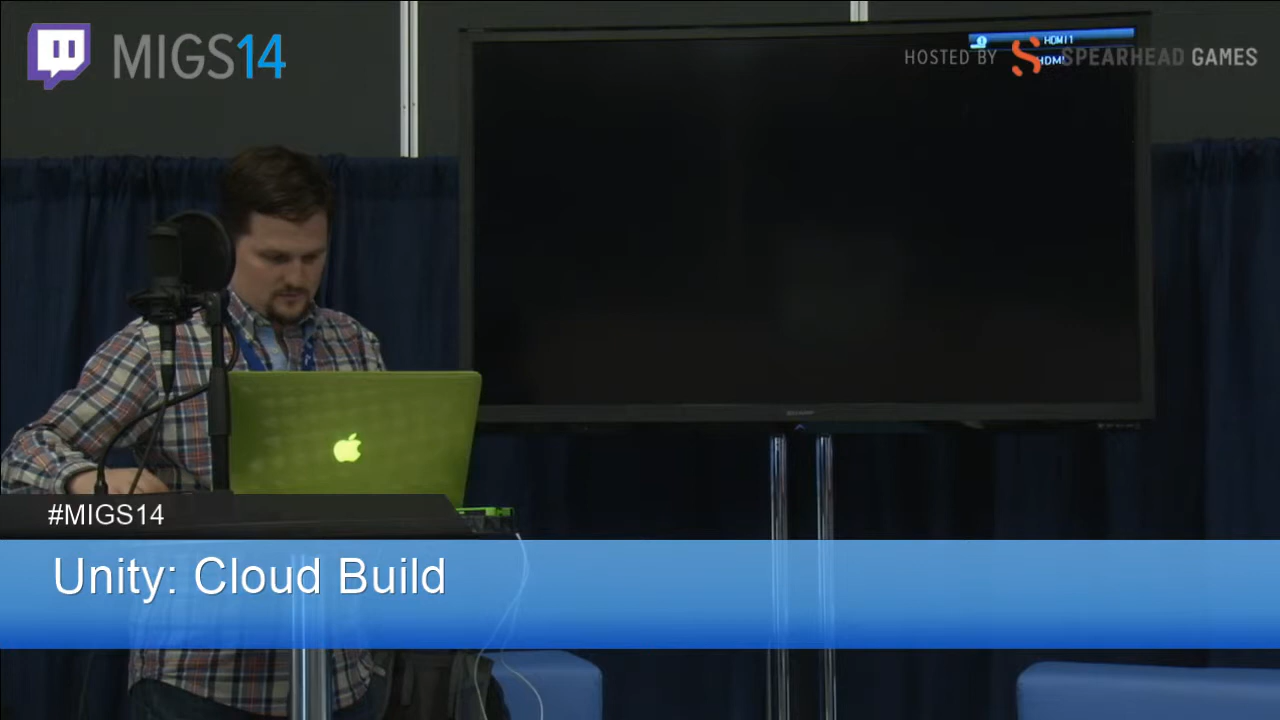 MIGS14
HDMI1
HOSTED BY SPEARHEAD GAMES
#MIGS14
Unity: Cloud Build